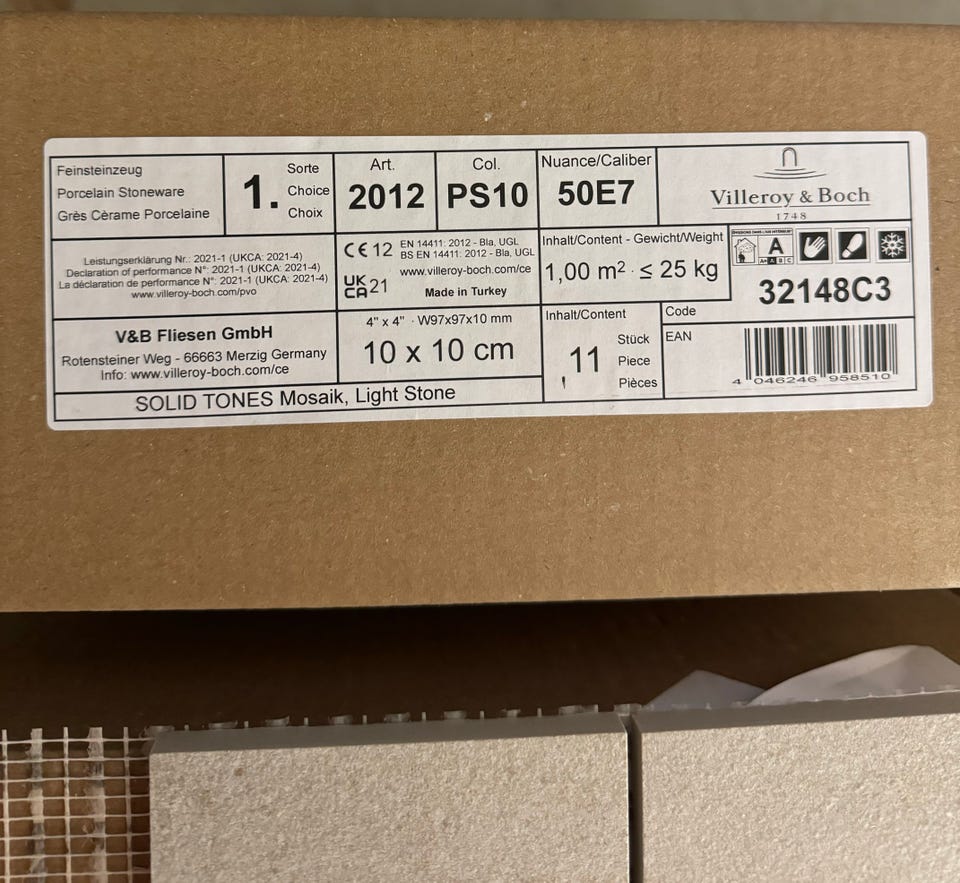 Feinsteinzeug
Porcelain Stoneware
Grès Cèrame Porcelaine
1.
Sorte
Choice
Choix
Art.
2012
Col.
PS10
Nuance/Caliber
50E7
Villeroy & Boch
1748
Leistungserklärung Nr.: 2021-1 (UKCA: 2021-4)
Declaration of performance N°: 2021-1 (UKCA: 2021-4)
La déclaration de performance N°: 2021-1 (UKCA: 2021-4)
www.villeroy-boch.com/pvo
CE 12
EN 14411: 2012 - Bla, UGL
BS EN 14411: 2012 - Bla, UGL
www.villeroy-boch.com/ce
UK
CA 21
Made in Turkey
Inhalt/Content - Gewicht/Weight
1,00 m² ≤ 25 kg
A
A+ A B C
32148C3
V&B Fliesen GmbH
Rotensteiner Weg - 66663 Merzig Germany
Info: www.villeroy-boch.com/ce
4" x 4" · W97x97x10 mm
10 x 10 cm
Inhalt/Content
11
Stück
Piece
Pièces
Code
EAN
4 046246 958510
SOLID TONES Mosaik, Light Stone